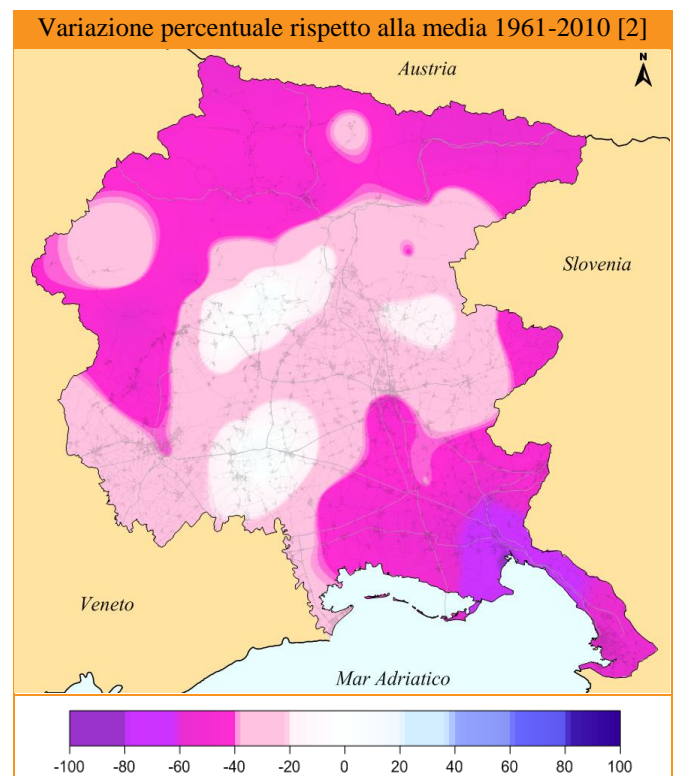 Variazione percentuale rispetto alla media 1961-2010 [2]
Austria
N
Slovenia
Veneto
Mar Adriatico
-100 -80 -60 -40 -20 0 20 40 60 80 100